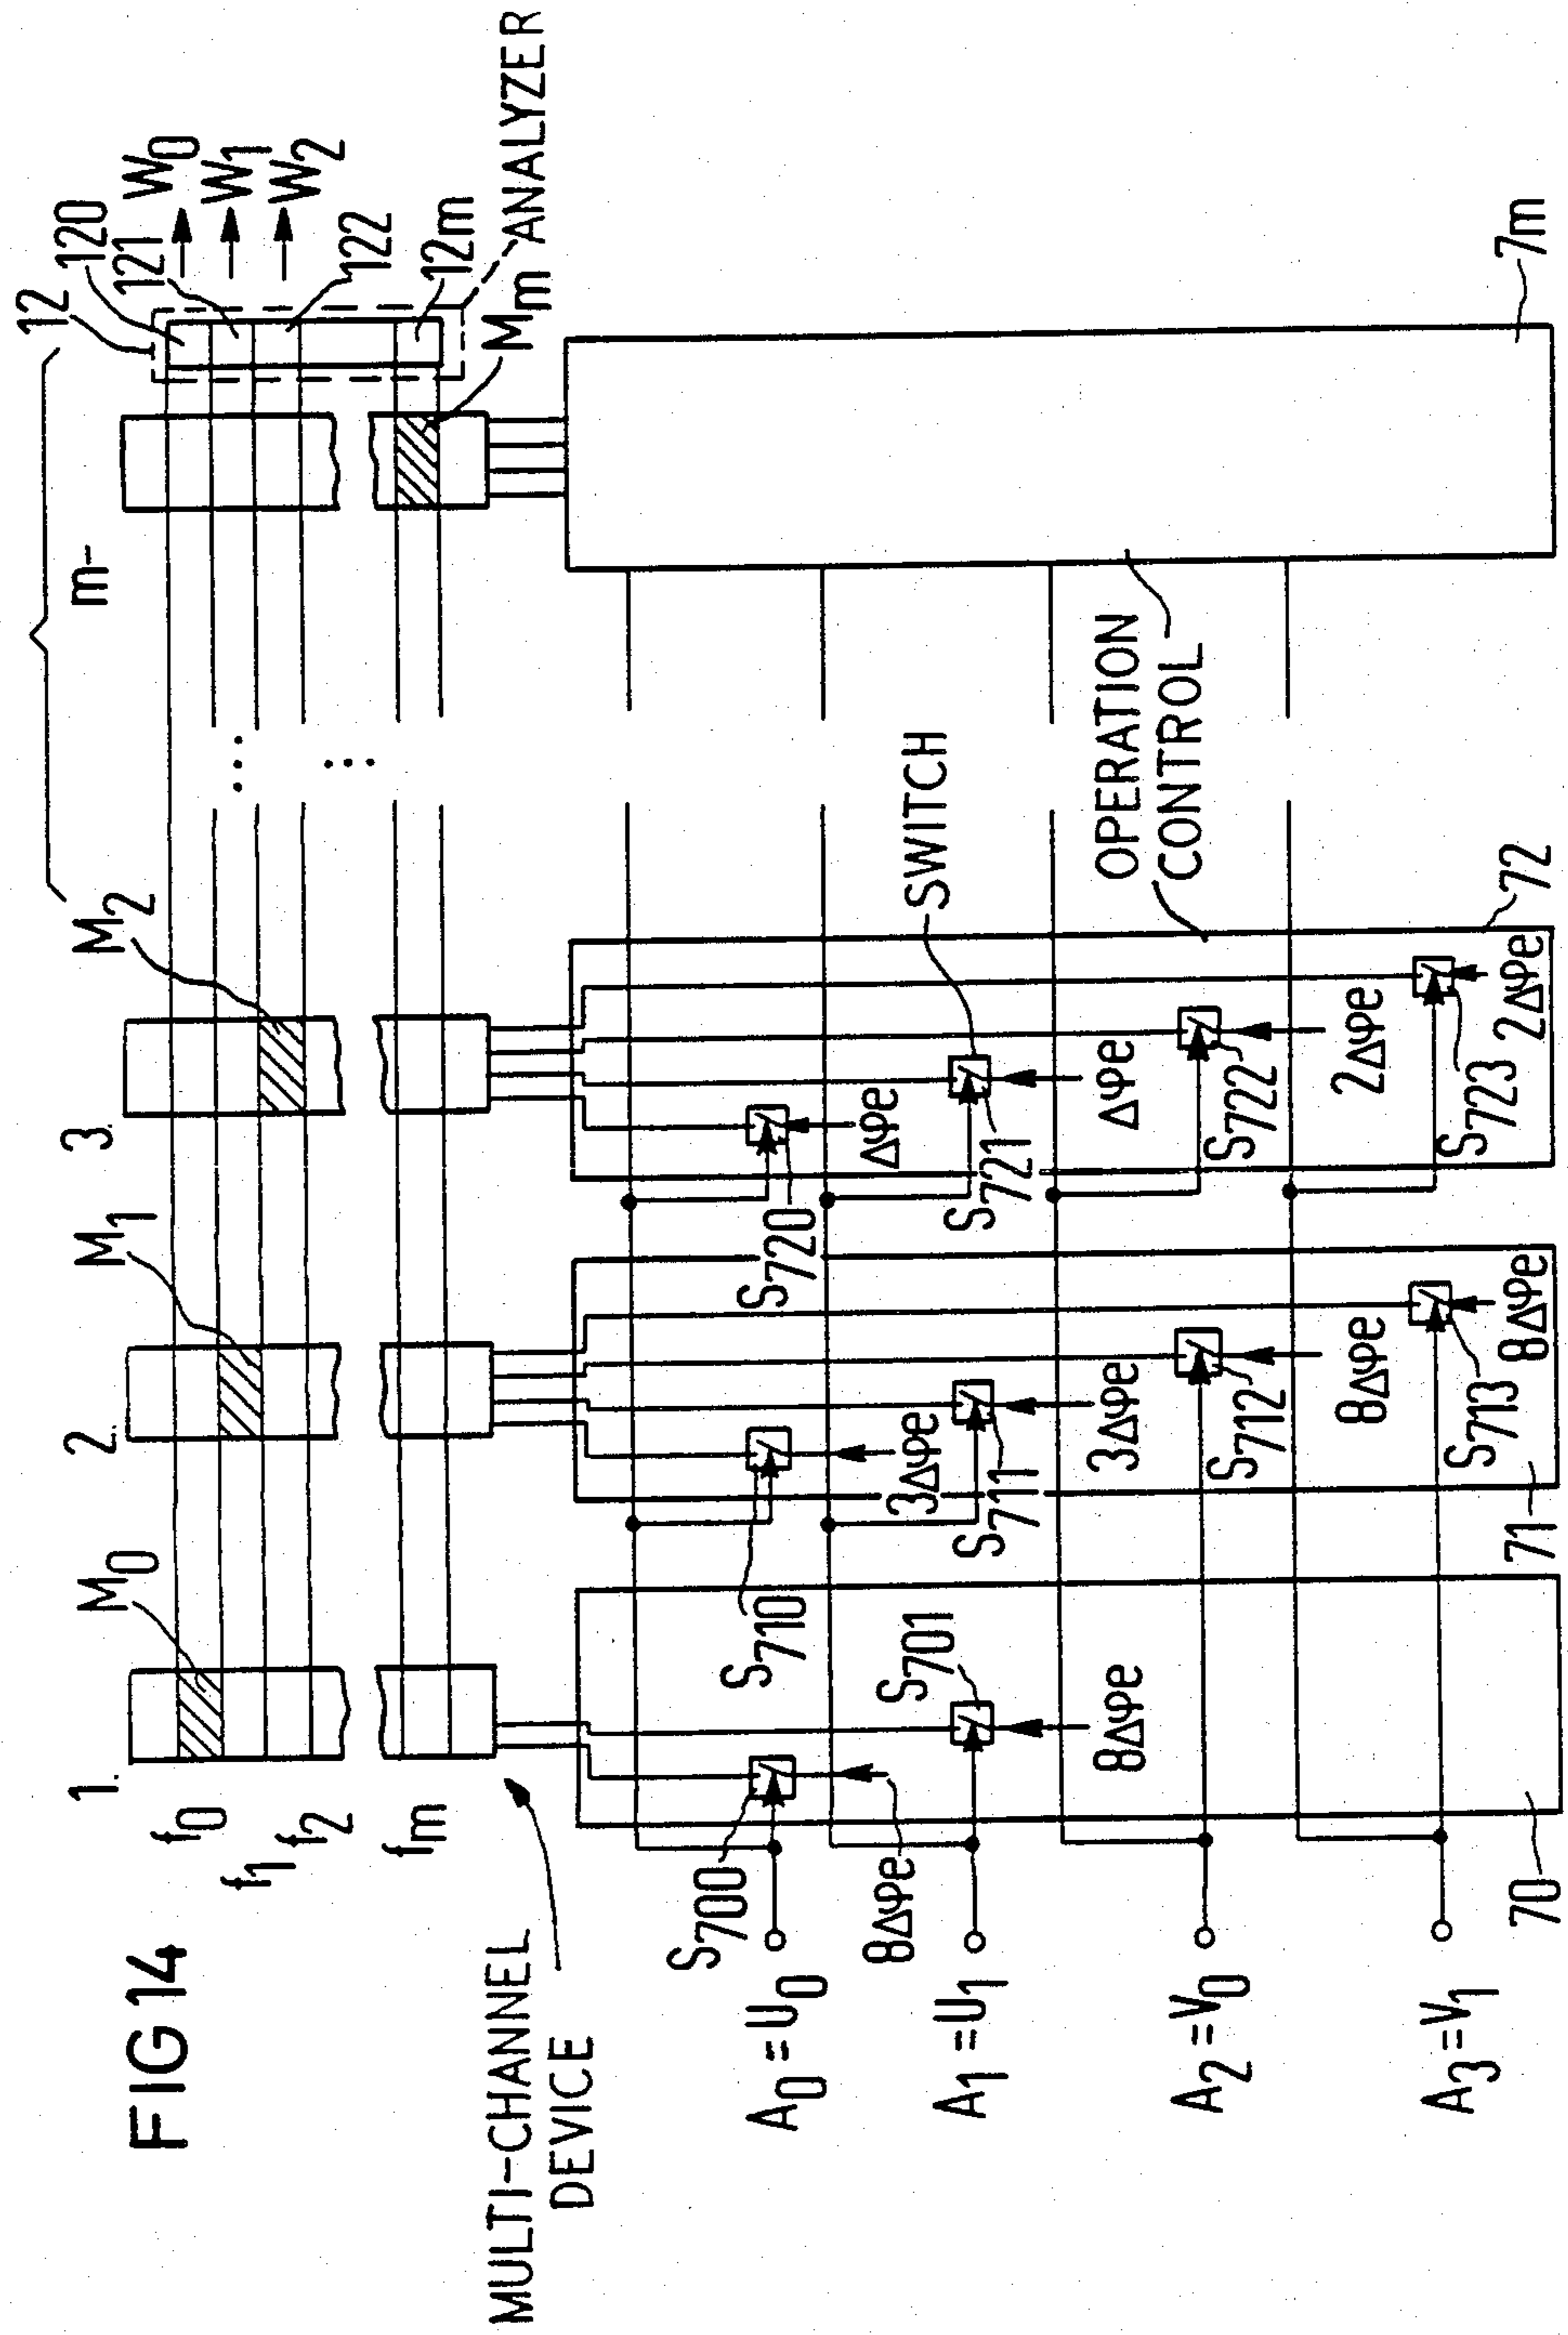 FIG 14
1.
2.
3.
m-
12
M0
M1
M2
120
121
W0
W1
W2
122
12m
Mm
ANALYZER
f0
f1
f2
fm
MULTI-CHANNEL
DEVICE
S700
S710
S720
A0=U0
8Δφe
3Δφe
Δφe
S701
S711
S721
SWITCH
A1=U1
8Δφe
3Δφe
Δφe
OPERATION
CONTROL
A2=V0
S712
S722
8Δφe
2Δφe
A3=V1
S713
S723
8Δφe
2Δφe
70
71
72
7m